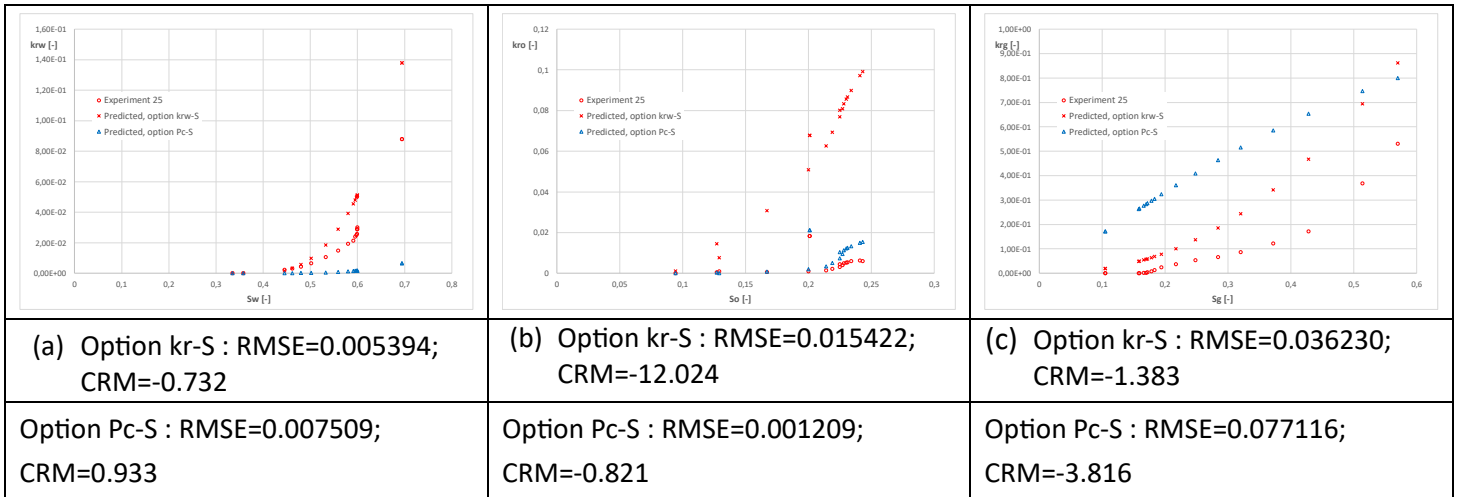 krw [-]
1,60E-01
1,40E-01
1,20E-01
1,00E-01
8,00E-02
6,00E-02
4,00E-02
2,00E-02
0,00E+00
Experiment 25
Predicted, option krw-S
Predicted, option Pc-S
0 0,1 0,2 0,3 0,4 0,5 0,6 0,7 0,8
Sw [-]
kro [-]
0,12
0,1
0,08
0,06
0,04
0,02
0
Experiment 25
Predicted, option krw-S
Predicted, option Pc-S
0 0,05 0,1 0,15 0,2 0,25 0,3
So [-]
krg [-]
1,00E+00
9,00E-01
8,00E-01
7,00E-01
6,00E-01
5,00E-01
4,00E-01
3,00E-01
2,00E-01
1,00E-01
0,00E+00
Experiment 25
Predicted, option krw-S
Predicted, option Pc-S
0 0,1 0,2 0,3 0,4 0,5 0,6
Sg [-]
(a) Option kr-S : RMSE=0.005394;
CRM=-0.732
(b) Option kr-S : RMSE=0.015422;
CRM=-12.024
(c) Option kr-S : RMSE=0.036230;
CRM=-1.383
Option Pc-S : RMSE=0.007509;
CRM=0.933
Option Pc-S : RMSE=0.001209;
CRM=-0.821
Option Pc-S : RMSE=0.077116;
CRM=-3.816